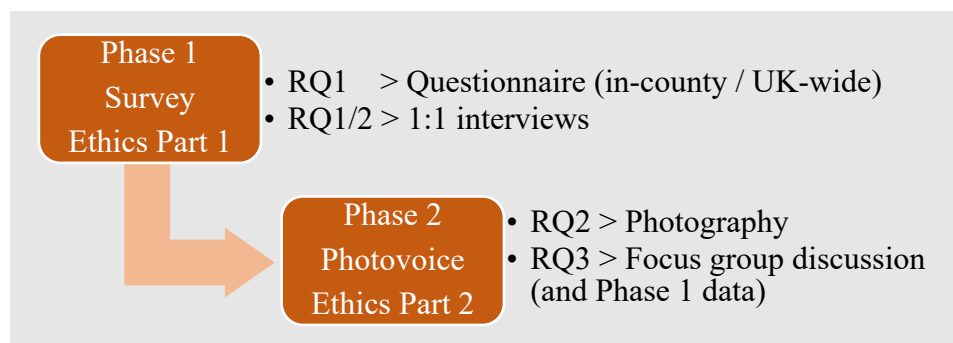 Phase 1
Survey
Ethics Part 1
• RQ1 > Questionnaire (in-county / UK-wide)
• RQ1/2 > 1:1 interviews
Phase 2
Photovoice
Ethics Part 2
• RQ2 > Photography
• RQ3 > Focus group discussion
(and Phase 1 data)